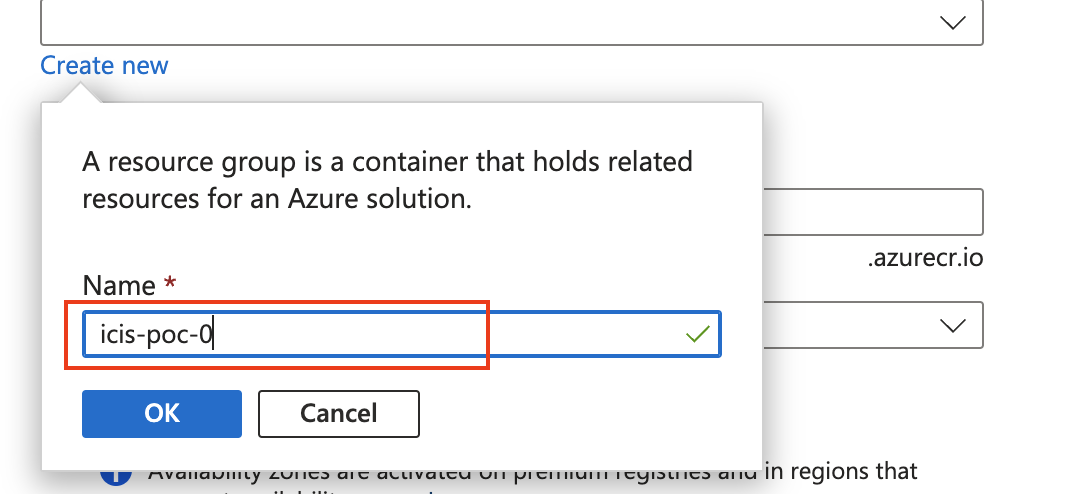 Create new
A resource group is a container that holds related
resources for an Azure solution.
Name *
.azurecr.io
icis-poc-0
OK
Cancel
Availability zones are activated on premium registries and in regions that